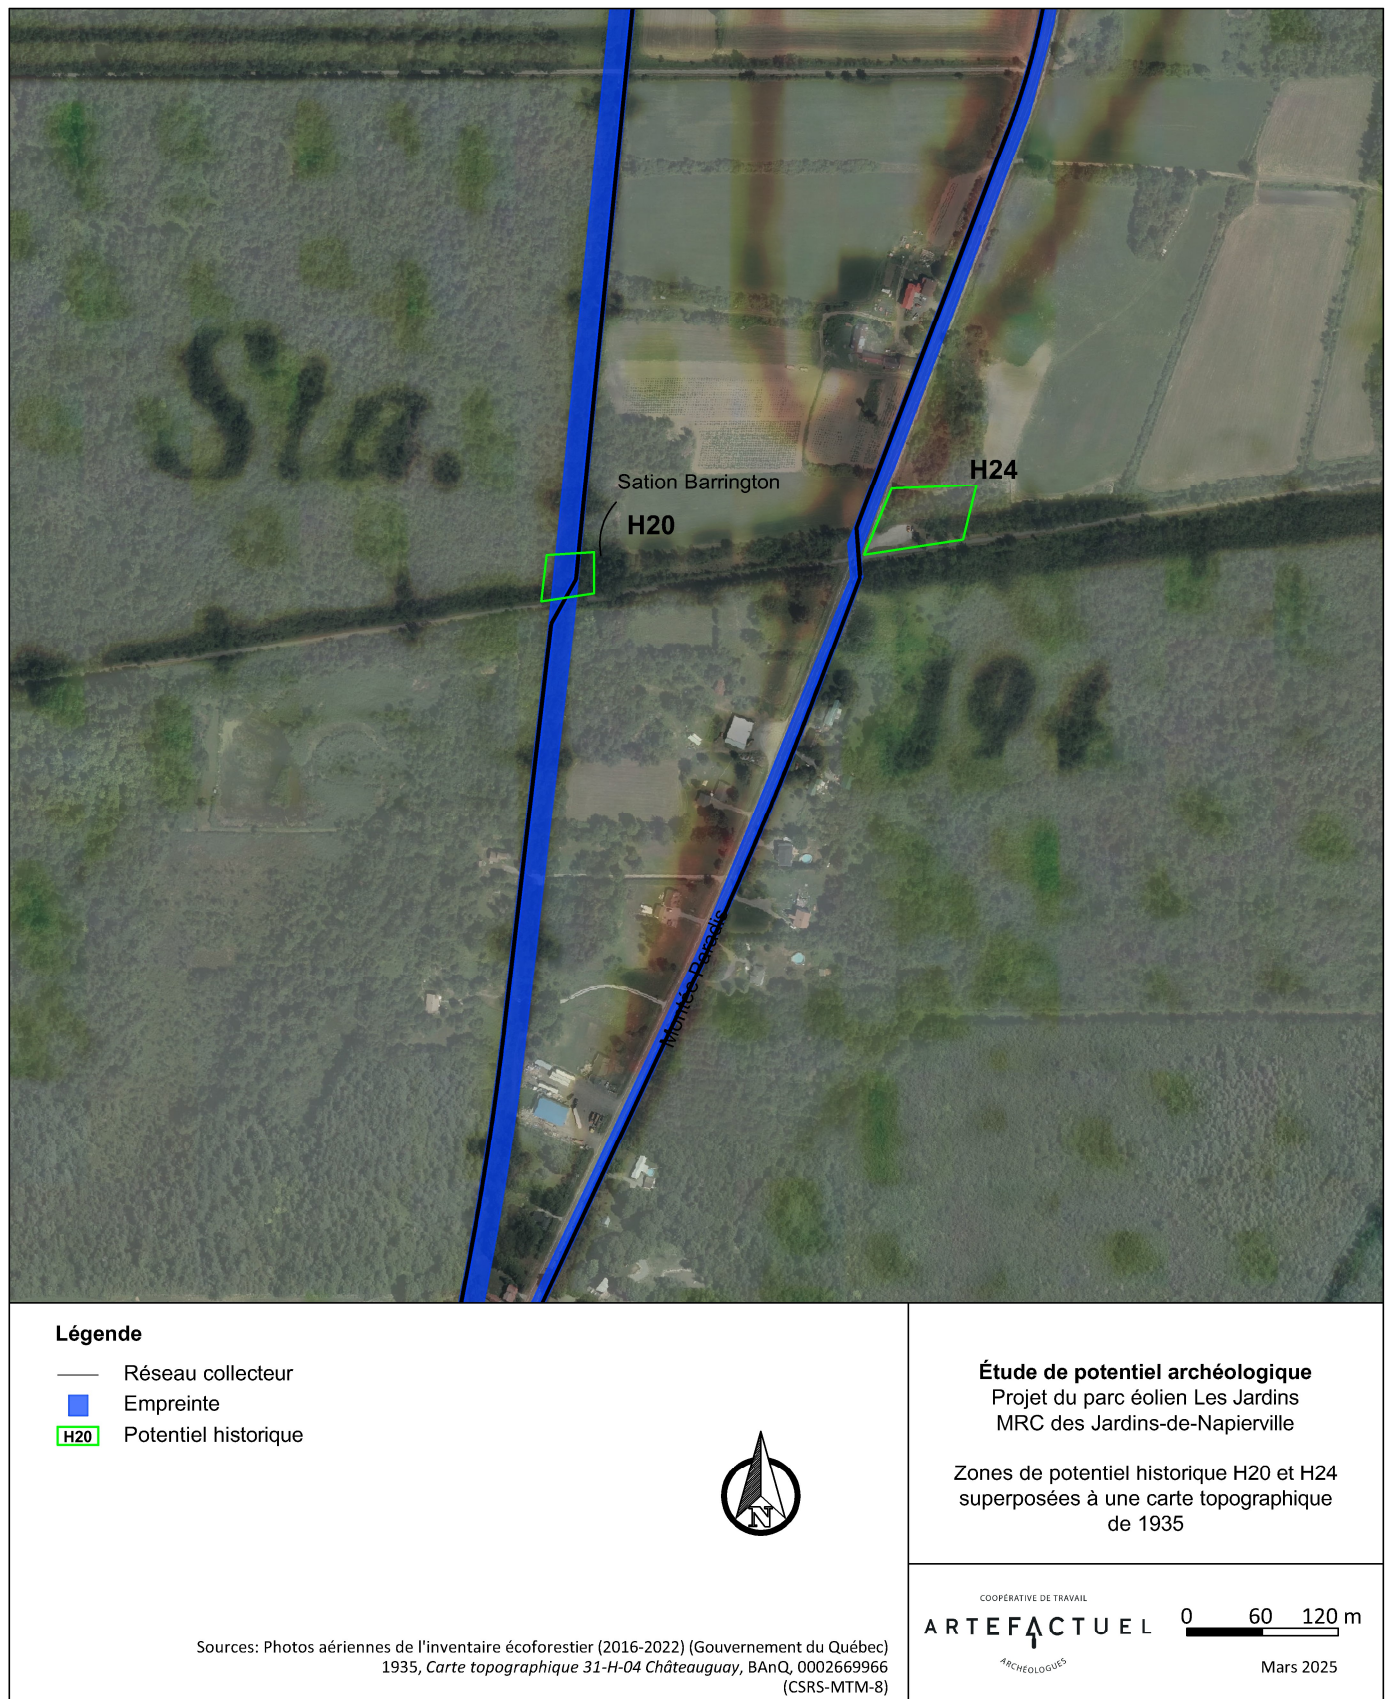 Sta.
H24
Sation Barrington
H20
Jct.
Montée Paradis
Légende
Réseau collecteur
Empreinte
H20 Potentiel historique
N
Sources: Photos aériennes de l'inventaire écoforestier (2016-2022) (Gouvernement du Québec)
1935, Carte topographique 31-H-04 Châteauguay, BAnQ, 0002669966
(CSRS-MTM-8)
Étude de potentiel archéologique
Projet du parc éolien Les Jardins
MRC des Jardins-de-Napierville
Zones de potentiel historique H20 et H24
superposées à une carte topographique
de 1935
COOPÉRATIVE DE TRAVAIL
ARTEFACTUEL
ARCHÉOLOGUES
0 60 120 m
Mars 2025